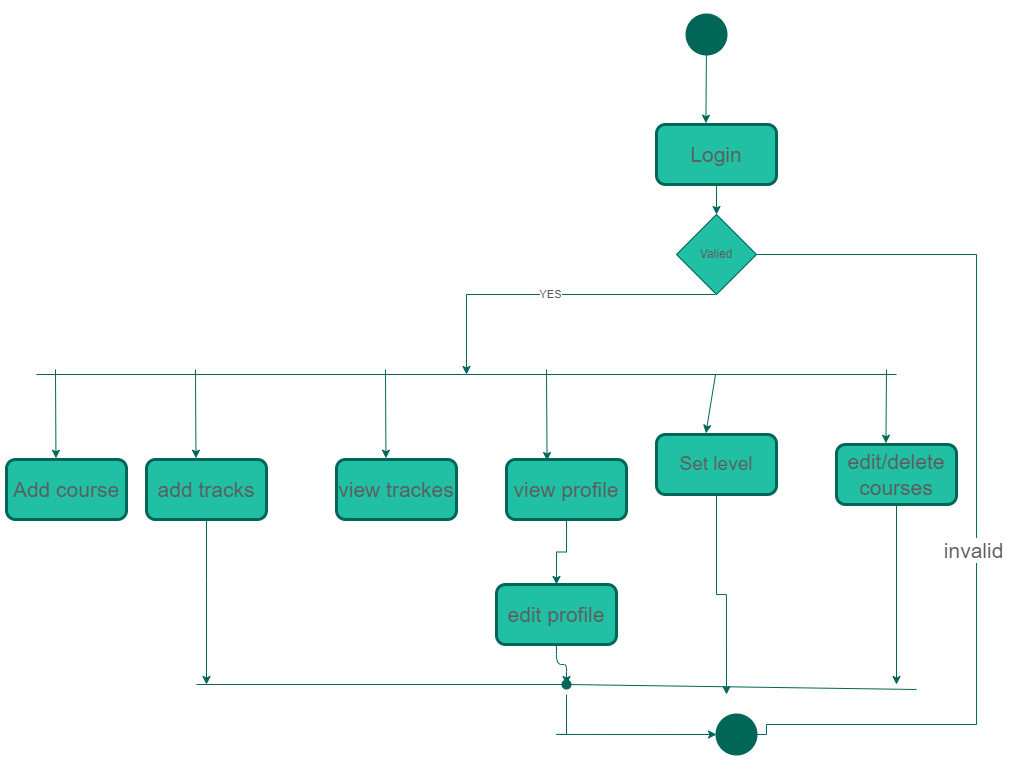 Login
Valied
YES
Add course
add tracks
view trackes
view profile
Set level
edit/delete
courses
invalid
edit profile